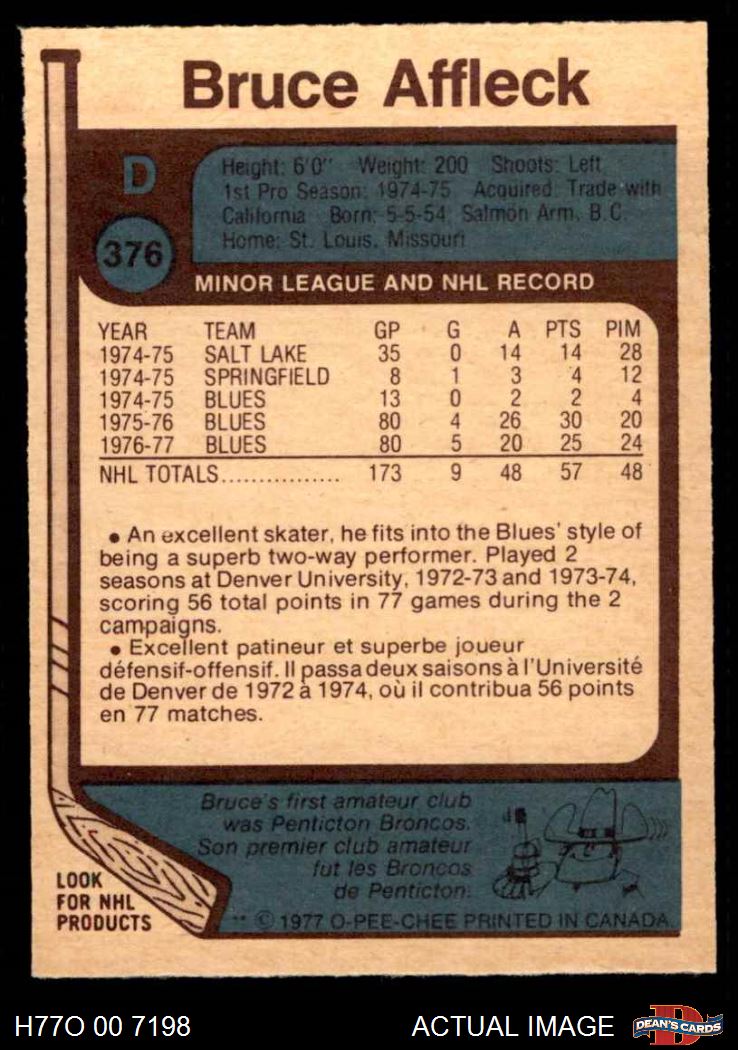 Bruce Affleck
D
376
Height: 6'0" Weight: 200 Shoots: Left
1st Pro Season: 1974-75 Acquired: Trade with
California Born: 5-5-54, Salmon Arm, B.C.
Home: St. Louis, Missouri
MINOR LEAGUE AND NHL RECORD
YEAR TEAM GP G A PTS PIM
1974-75 SALT LAKE 35 0 14 14 28
1974-75 SPRINGFIELD 8 1 3 4 12
1974-75 BLUES 13 0 2 2 4
1975-76 BLUES 80 4 26 30 20
1976-77 BLUES 80 5 20 25 24
NHL TOTALS................ 173 9 48 57 48
• An excellent skater, he fits into the Blues' style of
being a superb two-way performer. Played 2
seasons at Denver University, 1972-73 and 1973-74,
scoring 56 total points in 77 games during the 2
campaigns.
• Excellent patineur et superbe joueur
défensif-offensif. Il passa deux saisons à l'Université
de Denver de 1972 à 1974, où il contribua 56 points
en 77 matches.
Bruce's first amateur club
was Penticton Broncos.
Son premier club amateur
fut les Broncos
de Penticton.
LOOK
FOR NHL
PRODUCTS
** © 1977 O-PEE-CHEE PRINTED IN CANADA
H77O 00 7198
ACTUAL IMAGE
DEAN'S CARDS